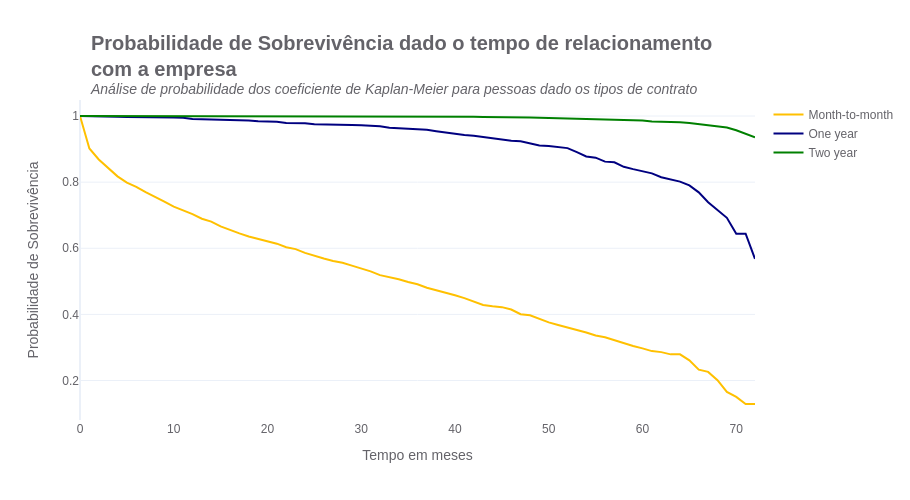 Probabilidade de Sobrevivência dado o tempo de relacionamento
com a empresa
Análise de probabilidade dos coeficiente de Kaplan-Meier para pessoas dado os tipos de contrato
Month-to-month
One year
Two year
Probabilidade de Sobrevivência
1
0.8
0.6
0.4
0.2
0 10 20 30 40 50 60 70
Tempo em meses